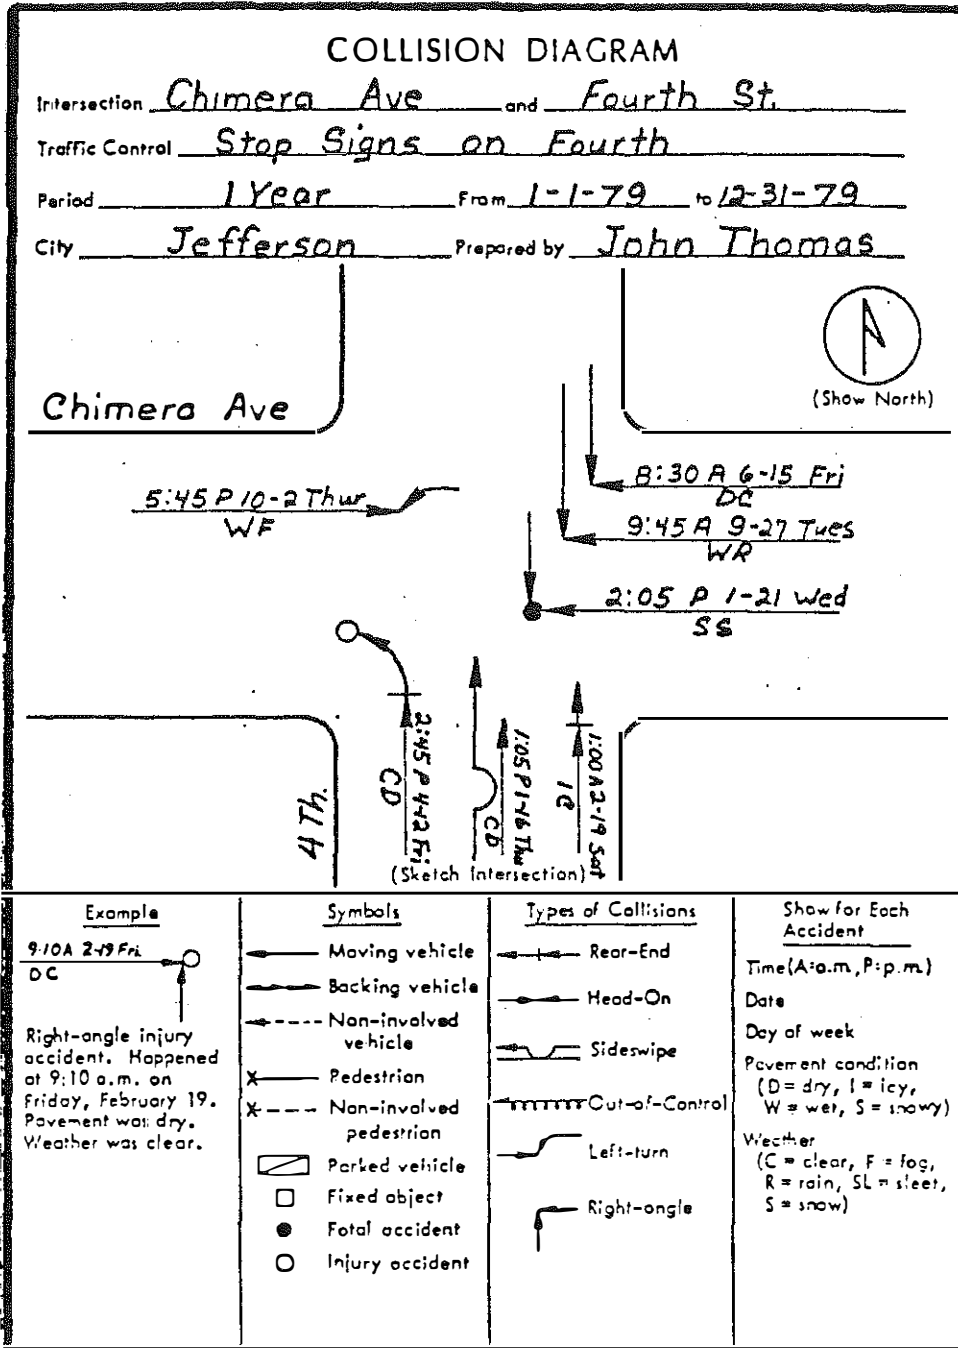 COLLISION DIAGRAM
Intersection Chimera Ave and Fourth St.
Traffic Control Stop Signs on Fourth
Period 1 Year From 1-1-79 to 12-31-79
City Jefferson Prepared by John Thomas
(Show North)
Chimera Ave
8:30 A 6-15 Fri
DC
5:45 P 10-2 Thur
WF
9:45 A 9-27 Tues
WR
2:05 P 1-21 Wed
SS
4 Th.
2:45 P 4-12 Fri
CD
1:05 P 1-16 Thu
CD
1:00 A 2-19 Sat
IC
(Sketch Intersection)
Example
9:10A 2-19 Fri.
DC
Right-angle injury
accident. Happened
at 9:10 a.m. on
Friday, February 19.
Pavement was dry.
Weather was clear.
Symbols
Moving vehicle
Backing vehicle
Non-involved
vehicle
Pedestrian
Non-involved
pedestrian
Parked vehicle
Fixed object
Fatal accident
Injury accident
Types of Collisions
Rear-End
Head-On
Sideswipe
Out-of-Control
Left-turn
Right-angle
Show for Each
Accident
Time(A=a.m., P=p.m.)
Date
Day of week
Pavement condition
(D = dry, I = icy,
W = wet, S = snowy)
Weather
(C = clear, F = fog,
R = rain, SL = sleet,
S = snow)